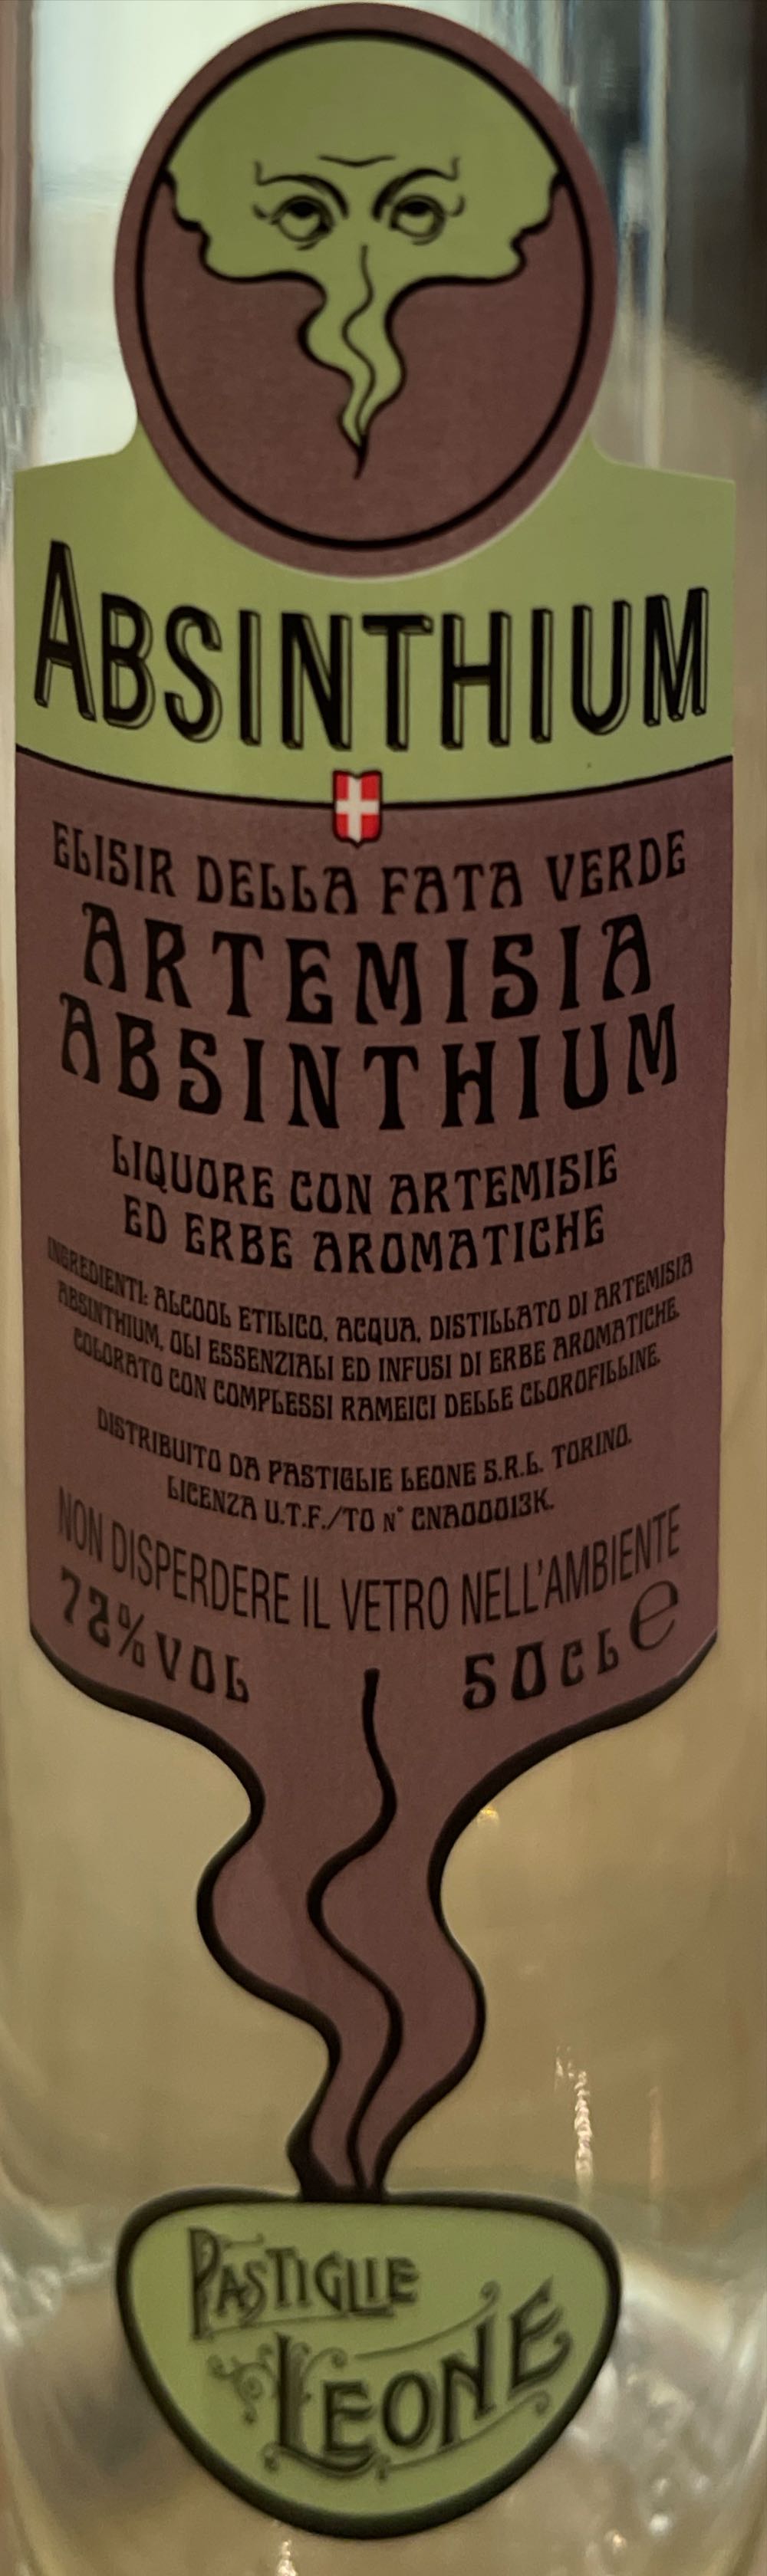 ABSINTHIUM
ELISIR DELLA FATA VERDE
ARTEMISIA
ABSINTHIUM
LIQUORE CON ARTEMISIE
ED ERBE AROMATICHE
INGREDIENTI: ALCOOL ETILICO, ACQUA, DISTILLATO DI ARTEMISIA
ABSINTHIUM, OLI ESSENZIALI ED INFUSI DI ERBE AROMATICHE.
COLORATO CON COMPLESSI RAMEICI DELLE CLOROFILLINE.
DISTRIBUITO DA PASTIGLIE LEONE S.R.L. TORINO.
LICENZA U.T.F./TO N° CNA00013K.
NON DISPERDERE IL VETRO NELL'AMBIENTE
72%VOL 50CL e
PASTIGLIE
LEONE